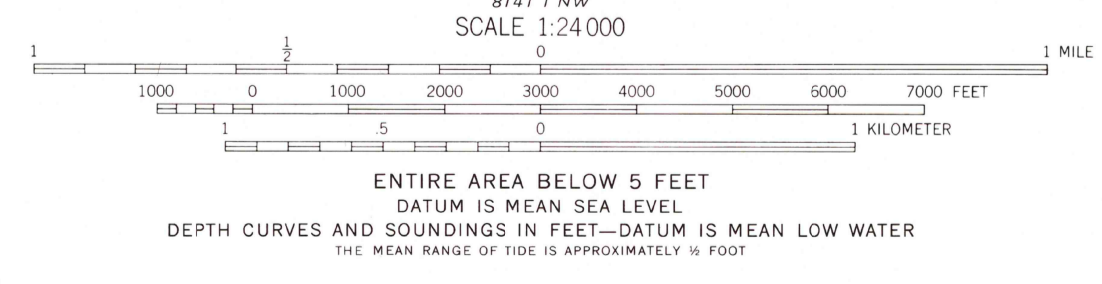 SCALE 1:24 000
1 1/2 0 1 MILE
1000 0 1000 2000 3000 4000 5000 6000 7000 FEET
1 .5 0 1 KILOMETER
ENTIRE AREA BELOW 5 FEET
DATUM IS MEAN SEA LEVEL
DEPTH CURVES AND SOUNDINGS IN FEET—DATUM IS MEAN LOW WATER
THE MEAN RANGE OF TIDE IS APPROXIMATELY ½ FOOT